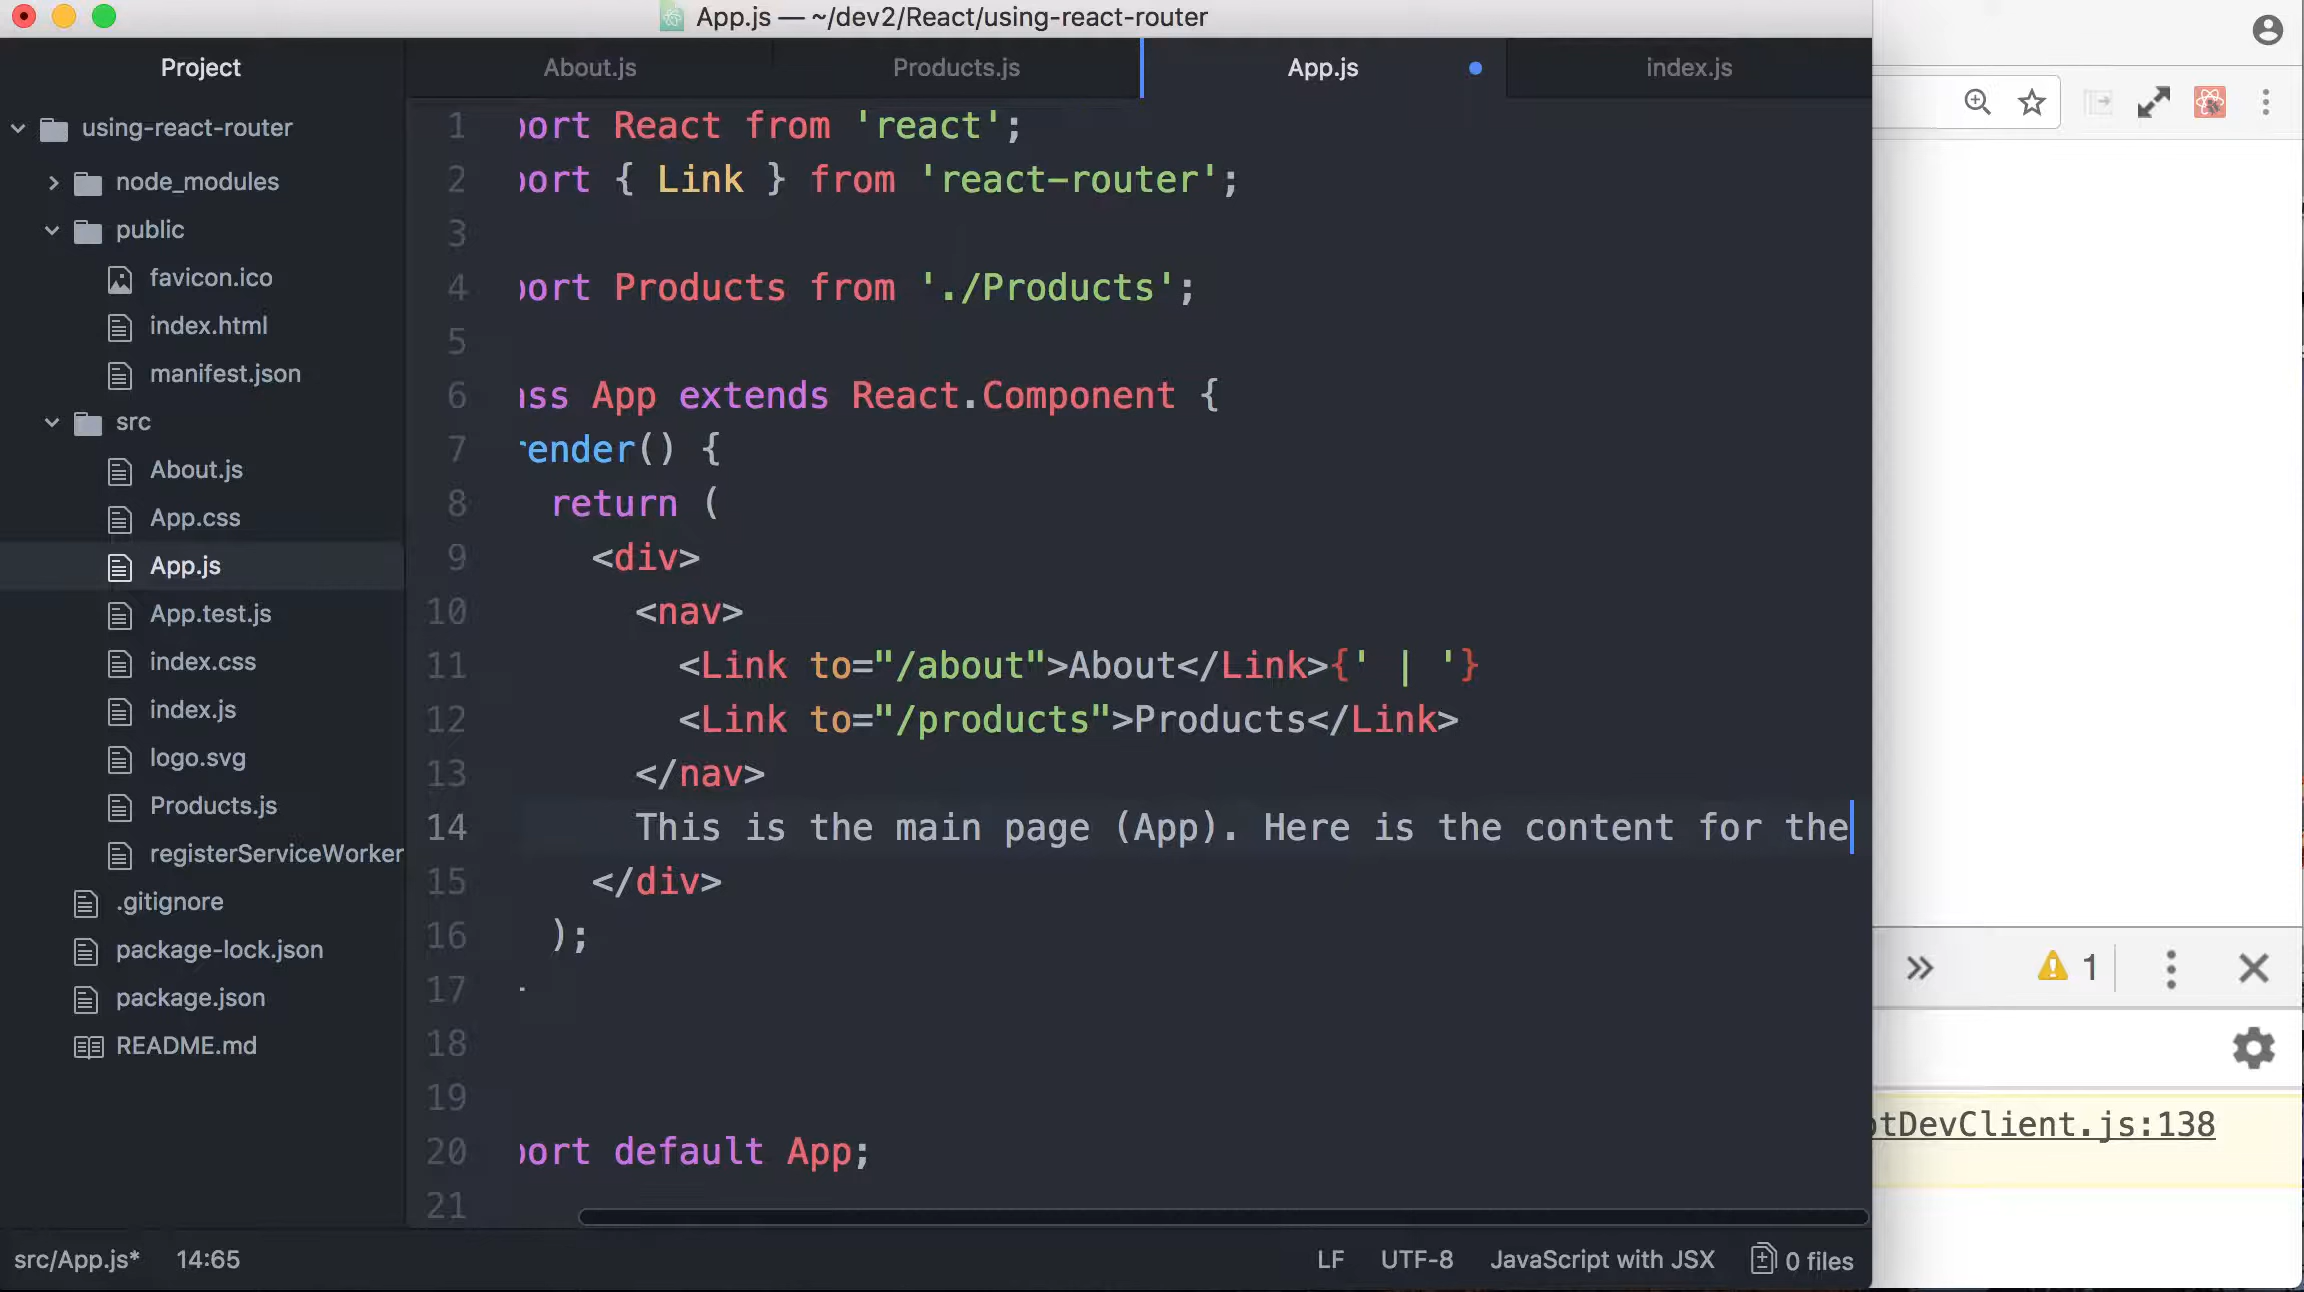 App.js — ~/dev2/React/using-react-router
Project
About.js
Products.js
App.js
index.js
using-react-router
node_modules
public
favicon.ico
index.html
manifest.json
src
About.js
App.css
App.js
App.test.js
index.css
index.js
logo.svg
Products.js
registerServiceWorker
.gitignore
package-lock.json
package.json
README.md
1 port React from 'react';
2 port { Link } from 'react-router';
3
4 port Products from './Products';
5
6 ass App extends React.Component {
7 render() {
8 return (
9 <div>
10 <nav>
11 <Link to="/about">About</Link>{' | '}
12 <Link to="/products">Products</Link>
13 </nav>
14 This is the main page (App). Here is the content for the
15 </div>
16 );
17
18
19
20 port default App;
21
src/App.js* 14:65
LF UTF-8 JavaScript with JSX 0 files
1
otDevClient.js:138